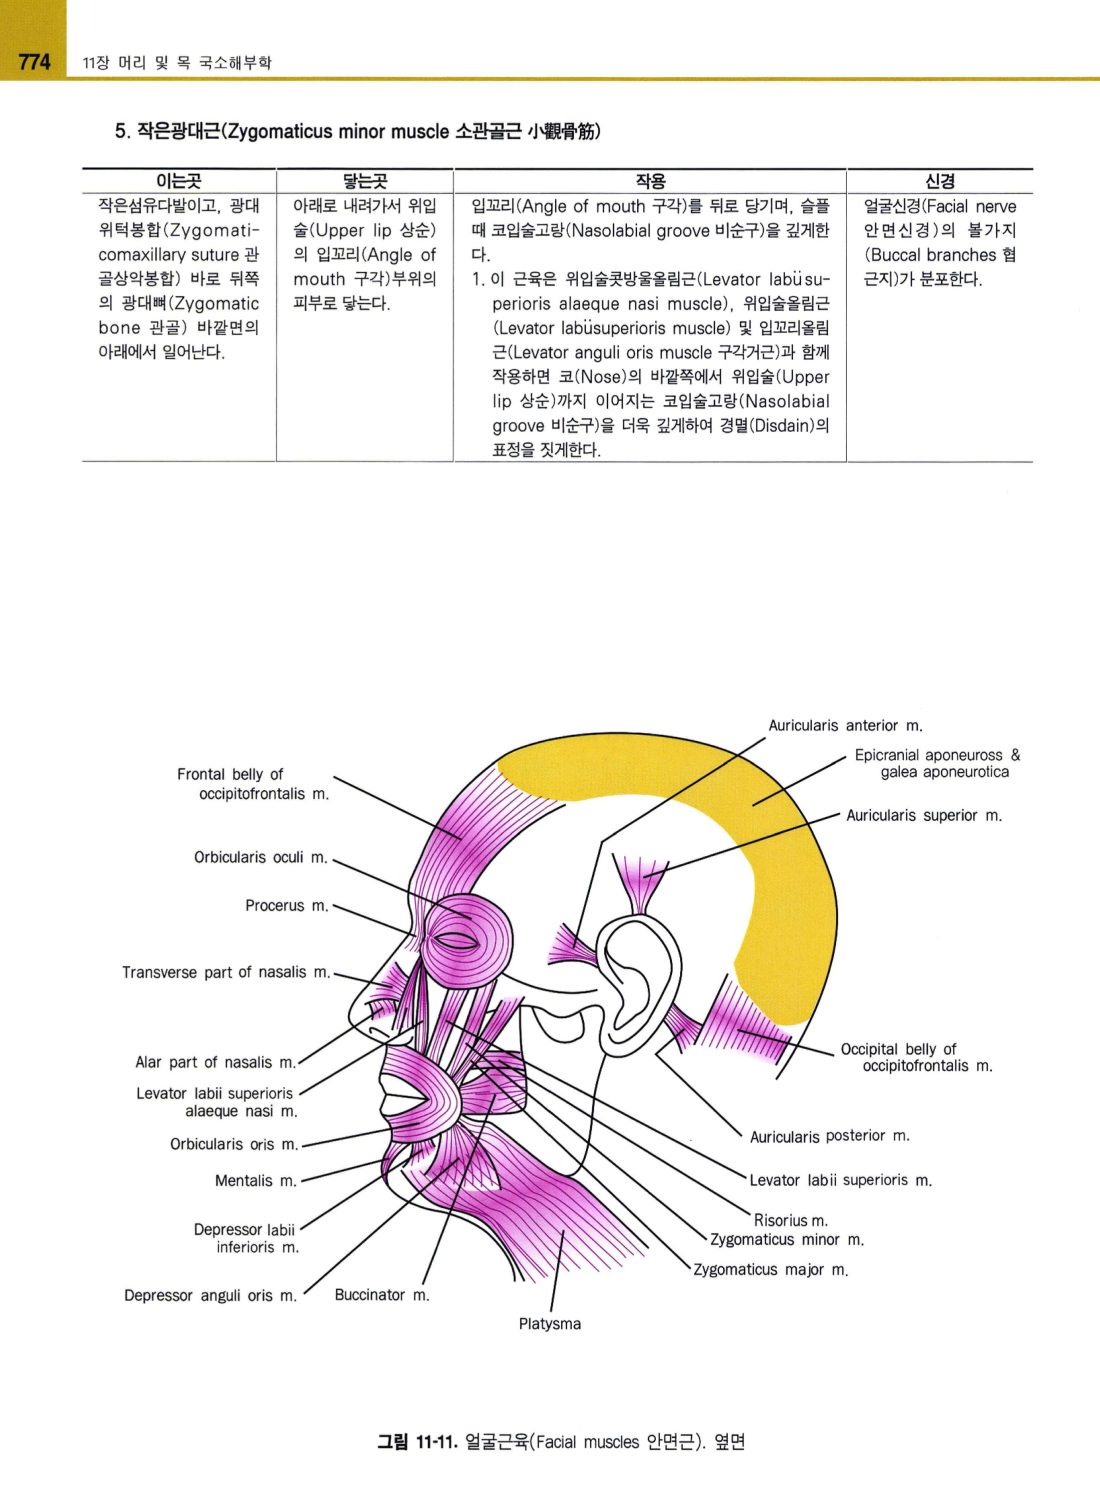 774
11장 머리 및 목 국소해부학
5. 작은광대근(Zygomaticus minor muscle 소관골근 小觀骨筋)
이는곳
닿는곳
작용
신경
작은섬유다발이고, 광대
위턱봉합(Zygomati-
comaxillary suture 관
골상악봉합) 바로 뒤쪽
의 광대뼈(Zygomatic
bone 관골) 바깥면의
아래에서 일어난다.
아래로 내려가서 위입
술(Upper lip 상순)
의 입꼬리(Angle of
mouth 구각)부위의
피부로 닿는다.
입꼬리(Angle of mouth 구각)를 뒤로 당기며, 슬플
때 코입술고랑(Nasolabial groove 비순구)을 깊게한
다.
1. 이 근육은 위입술콧방울올림근(Levator labüsu-
perioris alaeque nasi muscle), 위입술올림근
(Levator labüsuperioris muscle) 및 입꼬리올림
근(Levator anguli oris muscle 구각거근)과 함께
작용하면 코(Nose)의 바깥쪽에서 위입술(Upper
lip 상순)까지 이어지는 코입술고랑(Nasolabial
groove 비순구)을 더욱 깊게하여 경멸(Disdain)의
표정을 짓게한다.
얼굴신경(Facial nerve
안면신경)의 볼가지
(Buccal branches 협
근지)가 분포한다.
Auricularis anterior m.
Epicranial aponeuross &
galea aponeurotica
Auricularis superior m.
Frontal belly of
occipitofrontalis m.
Orbicularis oculi m.
Procerus m.
Transverse part of nasalis m.
Alar part of nasalis m.
Levator labii superioris
alaeque nasi m.
Orbicularis oris m.
Mentalis m.
Depressor labii
inferioris m.
Depressor anguli oris m.
Buccinator m.
Platysma
Occipital belly of
occipitofrontalis m.
Auricularis posterior m.
Levator labii superioris m.
Risorius m.
Zygomaticus minor m.
Zygomaticus major m.
그림 11-11. 얼굴근육(Facial muscles 안면근). 옆면